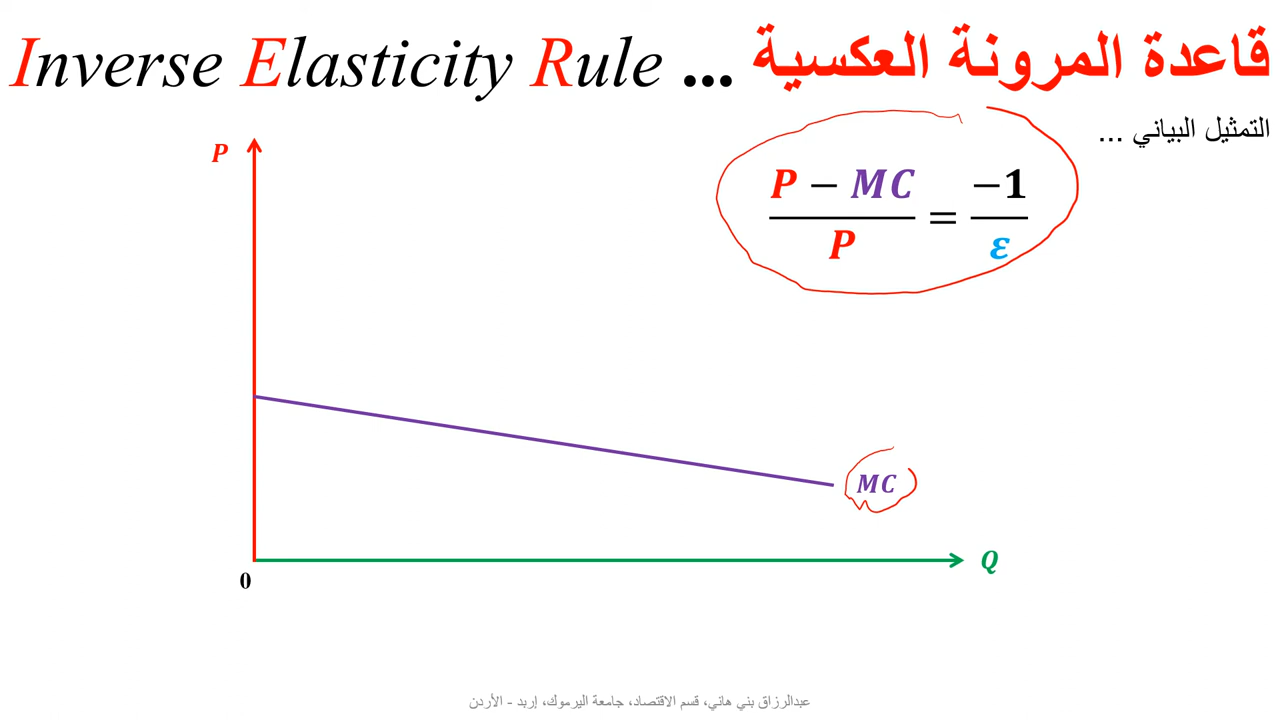 Inverse Elasticity Rule ... قاعدة المرونة العكسية
التمثيل البياني ...
P
P − MC / P = −1 / ε
MC
Q
0
عبدالرزاق بني هاني، قسم الاقتصاد، جامعة اليرموك، إربد - الأردن